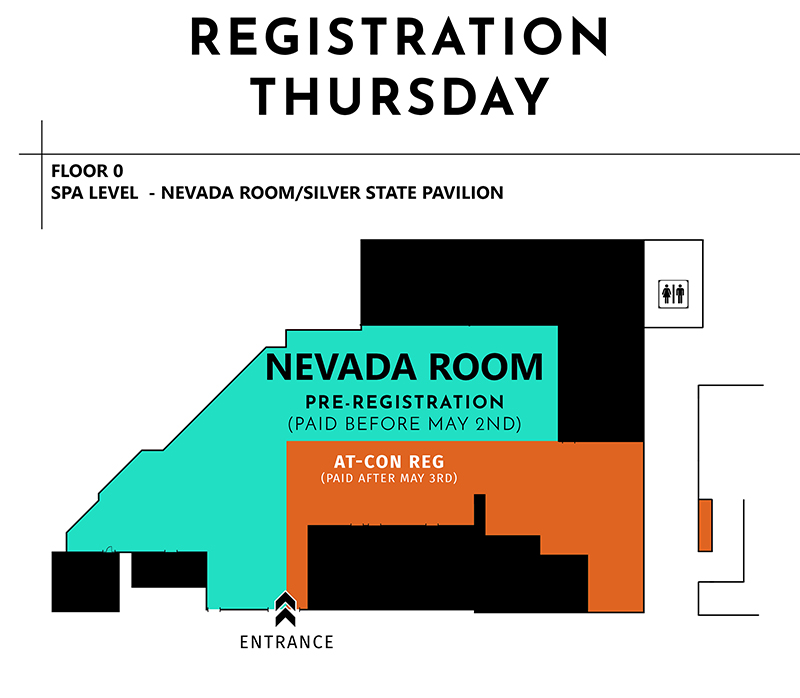 REGISTRATION
THURSDAY
FLOOR 0
SPA LEVEL - NEVADA ROOM/SILVER STATE PAVILION
NEVADA ROOM
PRE-REGISTRATION
(PAID BEFORE MAY 2ND)
AT-CON REG
(PAID AFTER MAY 3RD)
ENTRANCE